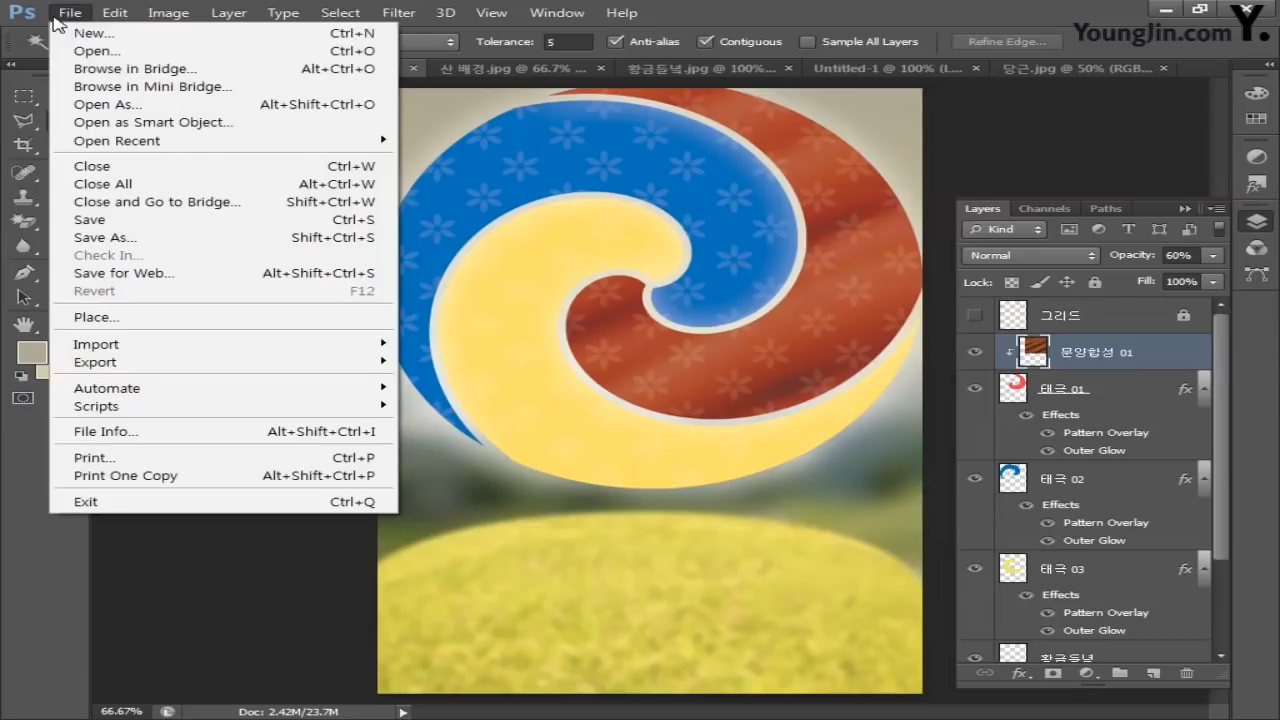 Ps File Edit Image Layer Type Select Filter 3D View Window Help
YoungJin.com Y.
Tolerance: 5 Anti-alias Contiguous Sample All Layers Refine Edge...
산 배경.jpg @ 66.7% ... × 황금들녘.jpg @ 100%... × Untitled-1 @ 100% (L... × 당근.jpg @ 50% (RGB... ×
New... Ctrl+N
Open... Ctrl+O
Browse in Bridge... Alt+Ctrl+O
Browse in Mini Bridge...
Open As... Alt+Shift+Ctrl+O
Open as Smart Object...
Open Recent
Close Ctrl+W
Close All Alt+Ctrl+W
Close and Go to Bridge... Shift+Ctrl+W
Save Ctrl+S
Save As... Shift+Ctrl+S
Check In...
Save for Web... Alt+Shift+Ctrl+S
Revert F12
Place...
Import
Export
Automate
Scripts
File Info... Alt+Shift+Ctrl+I
Print... Ctrl+P
Print One Copy Alt+Shift+Ctrl+P
Exit Ctrl+Q
Layers Channels Paths
Kind
Normal Opacity: 60%
Lock: Fill: 100%
그리드
문양합성 01
태극 01 fx
Effects
Pattern Overlay
Outer Glow
태극 02 fx
Effects
Pattern Overlay
Outer Glow
태극 03 fx
Effects
Pattern Overlay
Outer Glow
황금들녘
fx
66.67% Doc: 2.42M/23.7M